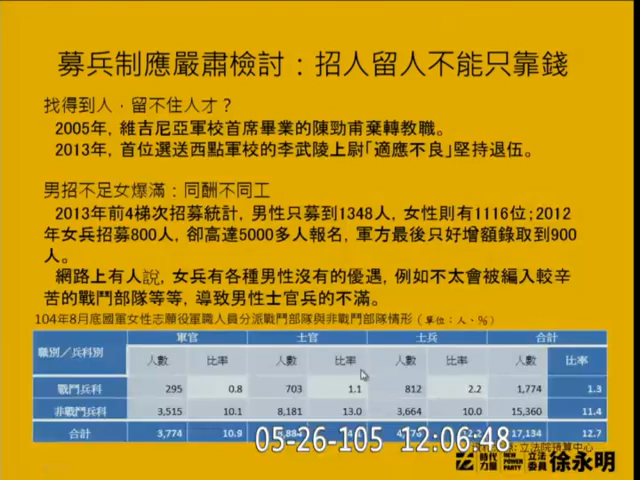 募兵制應嚴肅檢討：招人留人不能只靠錢
找得到人，留不住人才？
2005年，維吉尼亞軍校首席畢業的陳勁甫棄轉教職。
2013年，首位選送西點軍校的李武陵上尉「適應不良」堅持退伍。
男招不足女爆滿：同酬不同工
2013年前4梯次招募統計，男性只募到1348人，女性則有1116位；2012
年女兵招募800人，卻高達5000多人報名，軍方最後只好增額錄取到900
人。
網路上有人說，女兵有各種男性沒有的優遇，例如不太會被編入較辛
苦的戰鬥部隊等等，導致男性士官兵的不滿。
104年8月底國軍女性志願役軍職人員分派戰鬥部隊與非戰鬥部隊情形（單位：人、%）
職別／兵科別 軍官 士官 士兵 合計
人數 比率 人數 比率 人數 比率 人數 比率
戰鬥兵科 295 0.8 703 1.1 812 2.2 1,774 1.3
非戰鬥兵科 3,515 10.1 8,181 13.0 3,664 10.0 15,360 11.4
合計 3,774 10.9 17,134 12.7
05-26-105 12:06:48
立法院預算中心
時代力量 NEW POWER PARTY 立法委員 徐永明